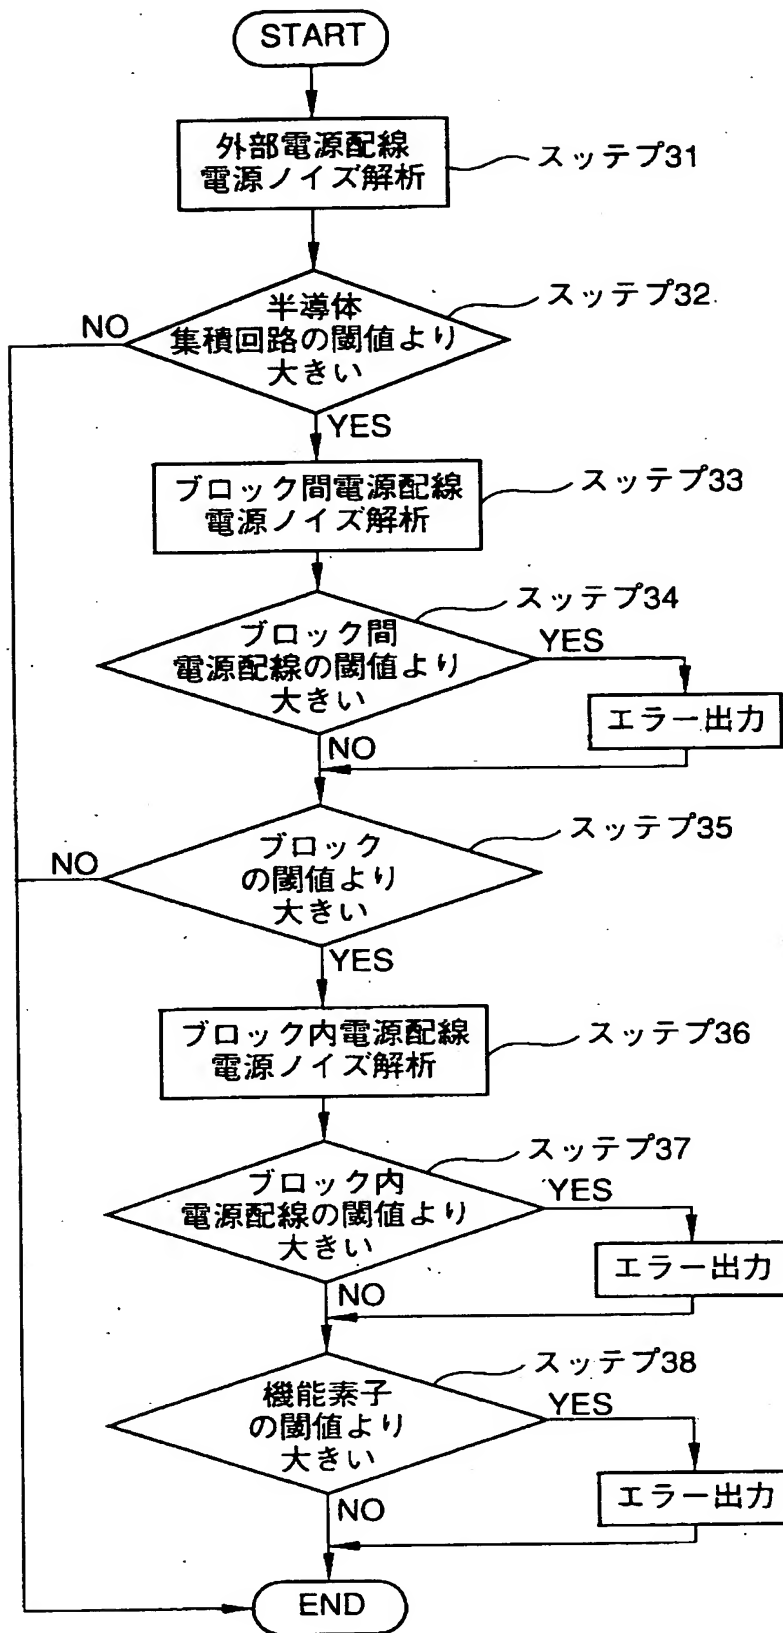 START
外部電源配線
電源ノイズ解析
スッテプ31
半導体
集積回路の閾値より
大きい
スッテプ32
NO
YES
ブロック間電源配線
電源ノイズ解析
スッテプ33
ブロック間
電源配線の閾値より
大きい
スッテプ34
YES
エラー出力
NO
ブロック
の閾値より
大きい
スッテプ35
NO
YES
ブロック内電源配線
電源ノイズ解析
スッテプ36
ブロック内
電源配線の閾値より
大きい
スッテプ37
YES
エラー出力
NO
機能素子
の閾値より
大きい
スッテプ38
YES
エラー出力
NO
END